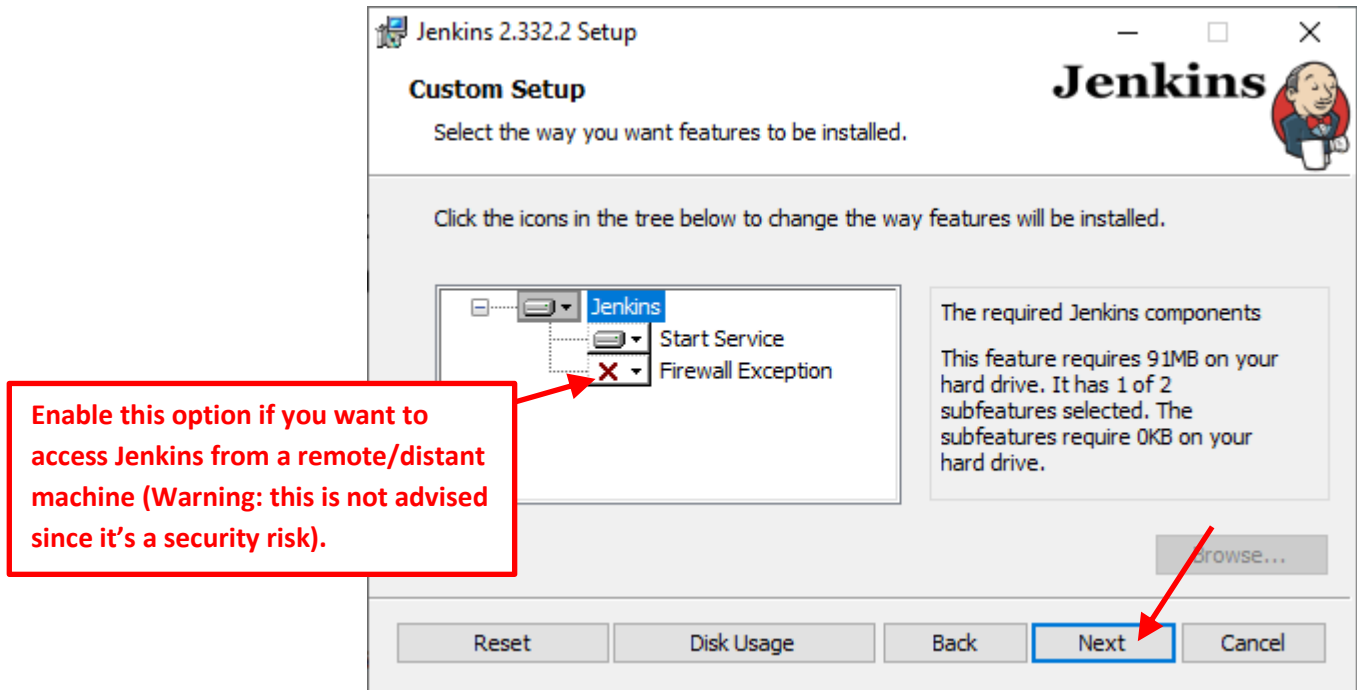 Jenkins 2.332.2 Setup
Jenkins
Custom Setup
Select the way you want features to be installed.
Click the icons in the tree below to change the way features will be installed.
Jenkins
Start Service
Firewall Exception
The required Jenkins components
This feature requires 91MB on your
hard drive. It has 1 of 2
subfeatures selected. The
subfeatures require 0KB on your
hard drive.
Enable this option if you want to
access Jenkins from a remote/distant
machine (Warning: this is not advised
since it’s a security risk).
Browse...
Reset
Disk Usage
Back
Next
Cancel